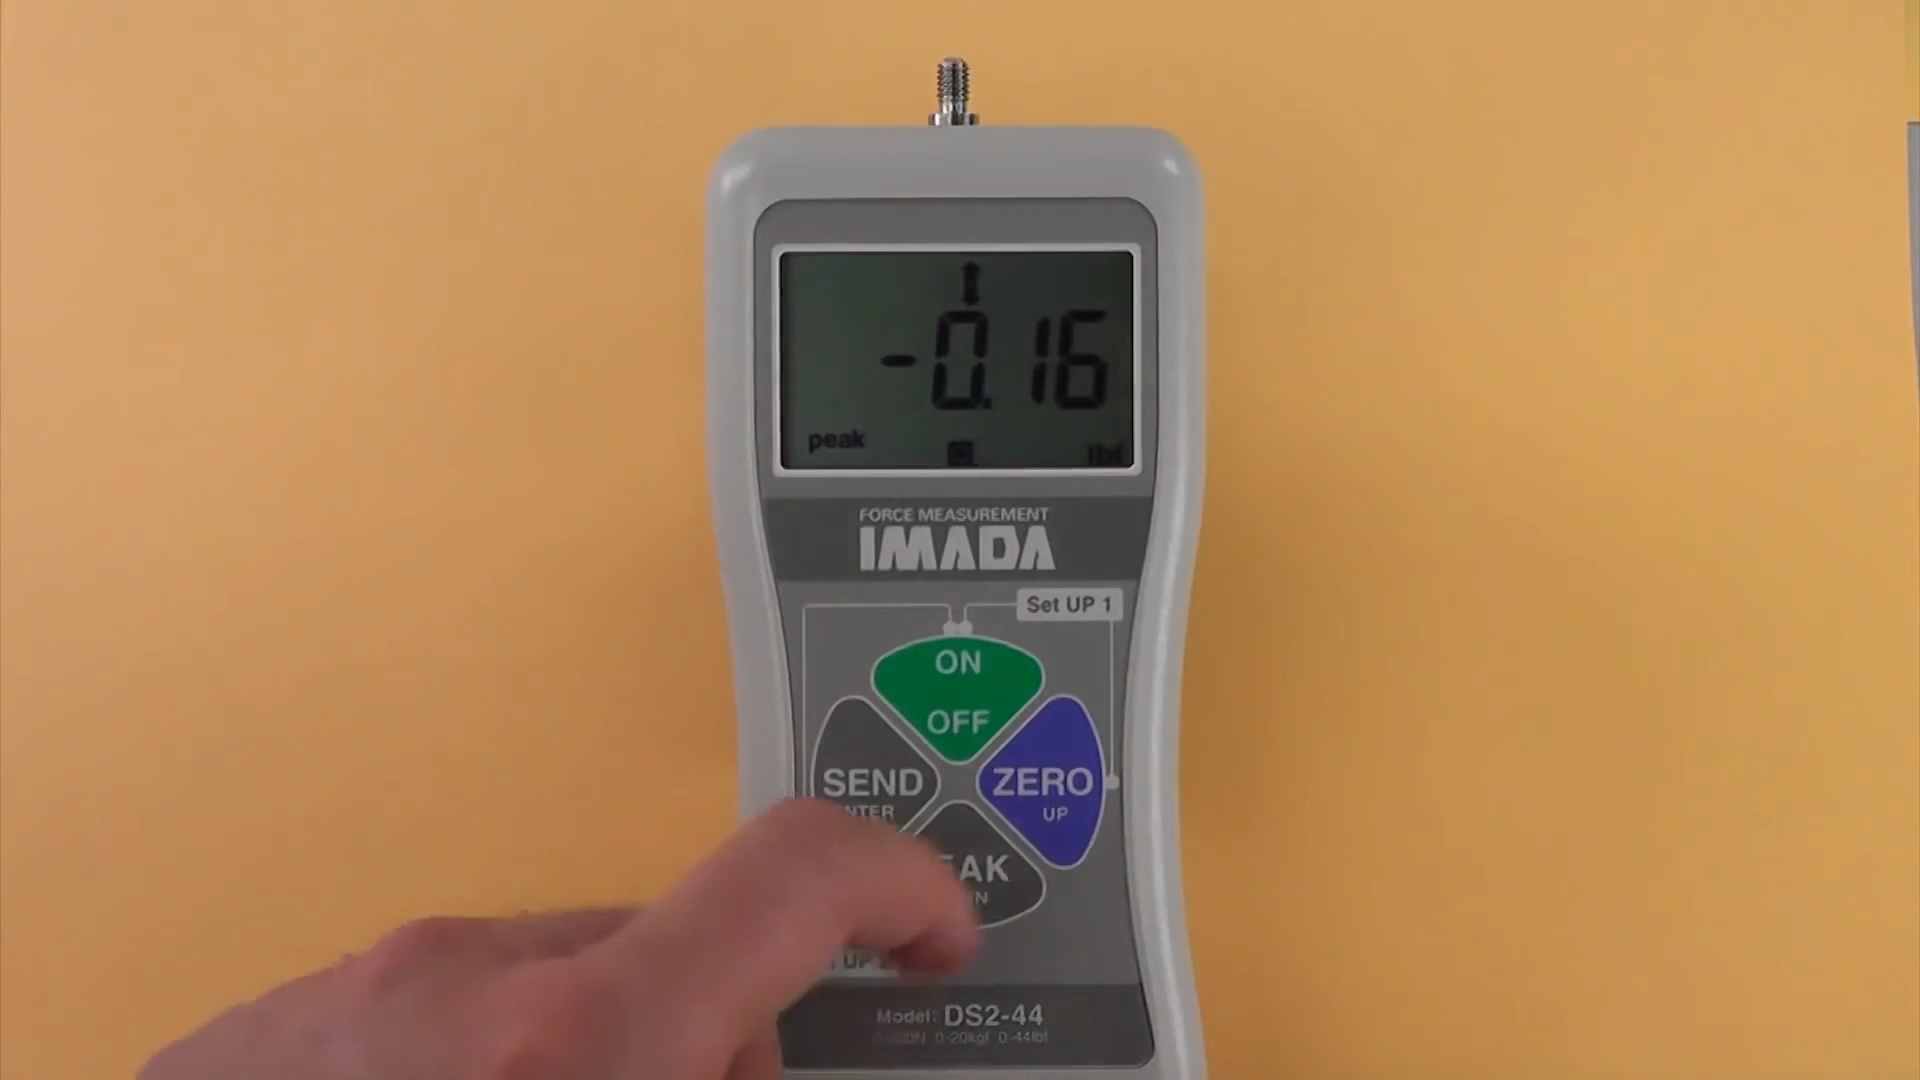 -0.16
peak
lbf
FORCE MEASUREMENT
IMADA
Set UP 1
ON
OFF
SEND
ZERO
UP
Model: DS2-44
0-20kgf 0-44lbf